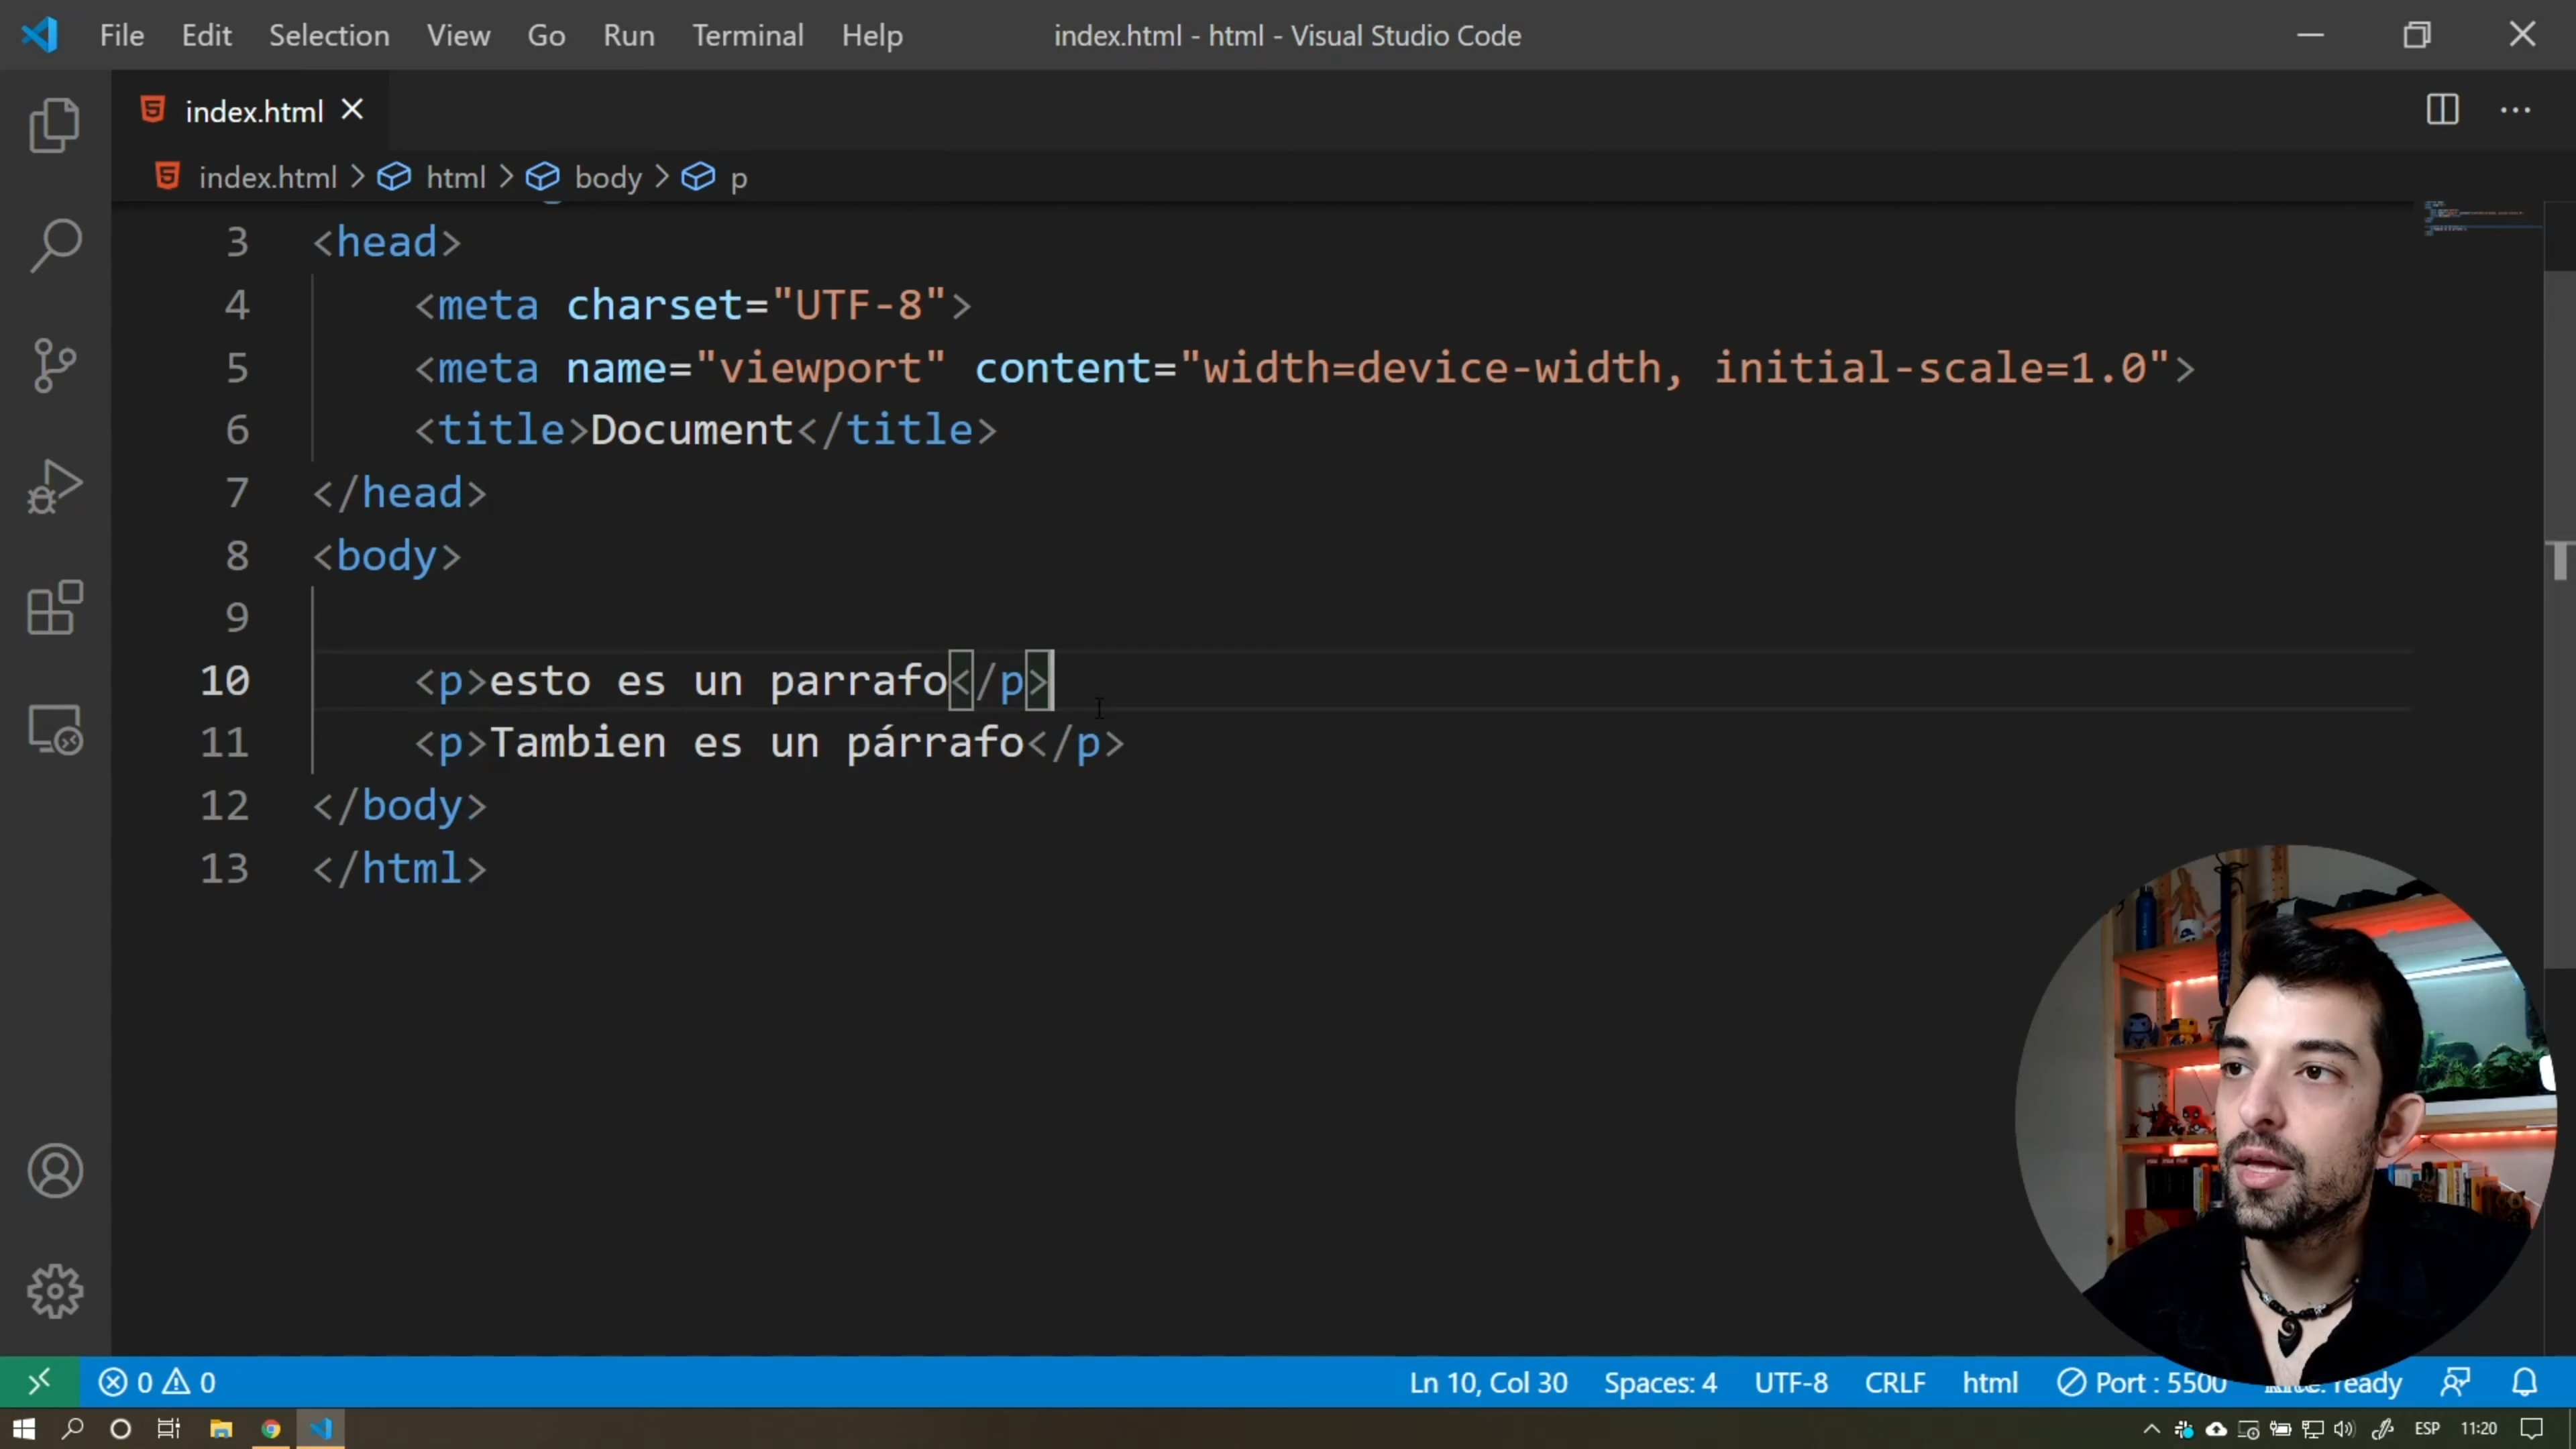 File Edit Selection View Go Run Terminal Help index.html - html - Visual Studio Code
index.html
index.html > html > body > p
3 <head>
4 <meta charset="UTF-8">
5 <meta name="viewport" content="width=device-width, initial-scale=1.0">
6 <title>Document</title>
7 </head>
8 <body>
9
10 <p>esto es un parrafo</p>
11 <p>Tambien es un párrafo</p>
12 </body>
13 </html>
0 0 Ln 10, Col 30 Spaces: 4 UTF-8 CRLF html Port : 5500 ready
ESP 11:20